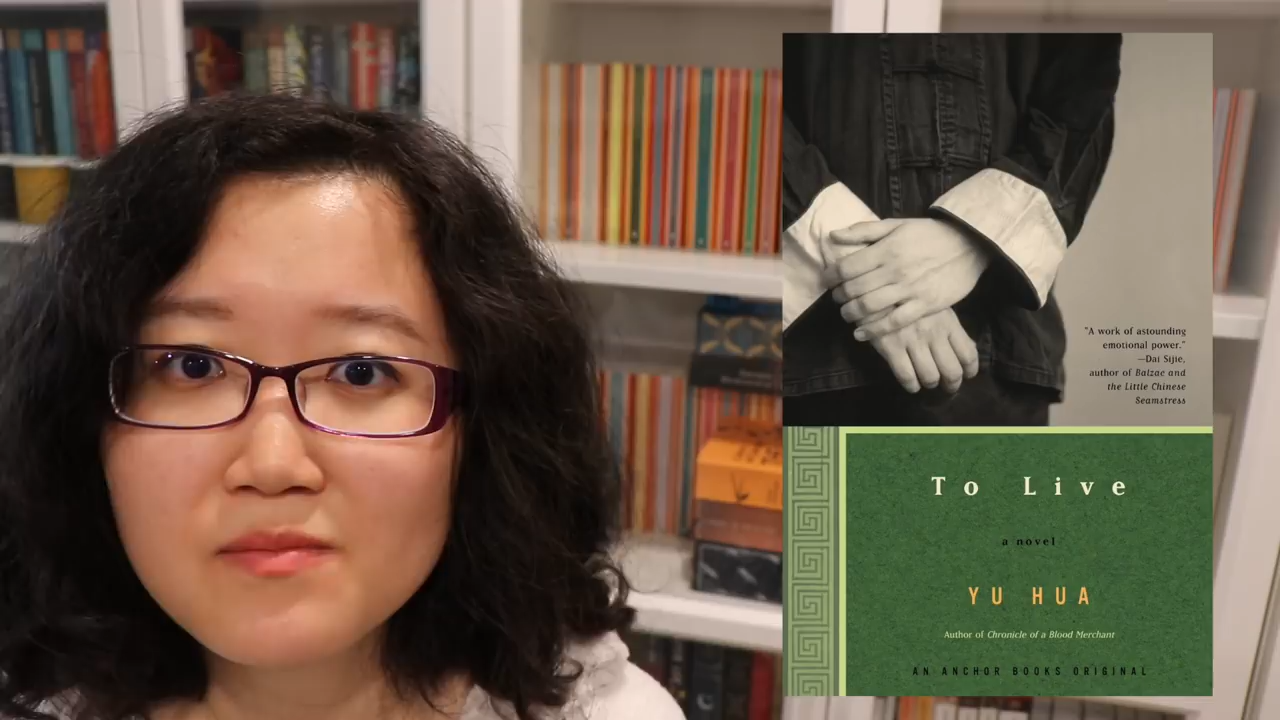 "A work of astounding
emotional power."
—Dai Sijie,
author of Balzac and
the Little Chinese
Seamstress
To Live
a novel
YU HUA
Author of Chronicle of a Blood Merchant
AN ANCHOR BOOKS ORIGINAL